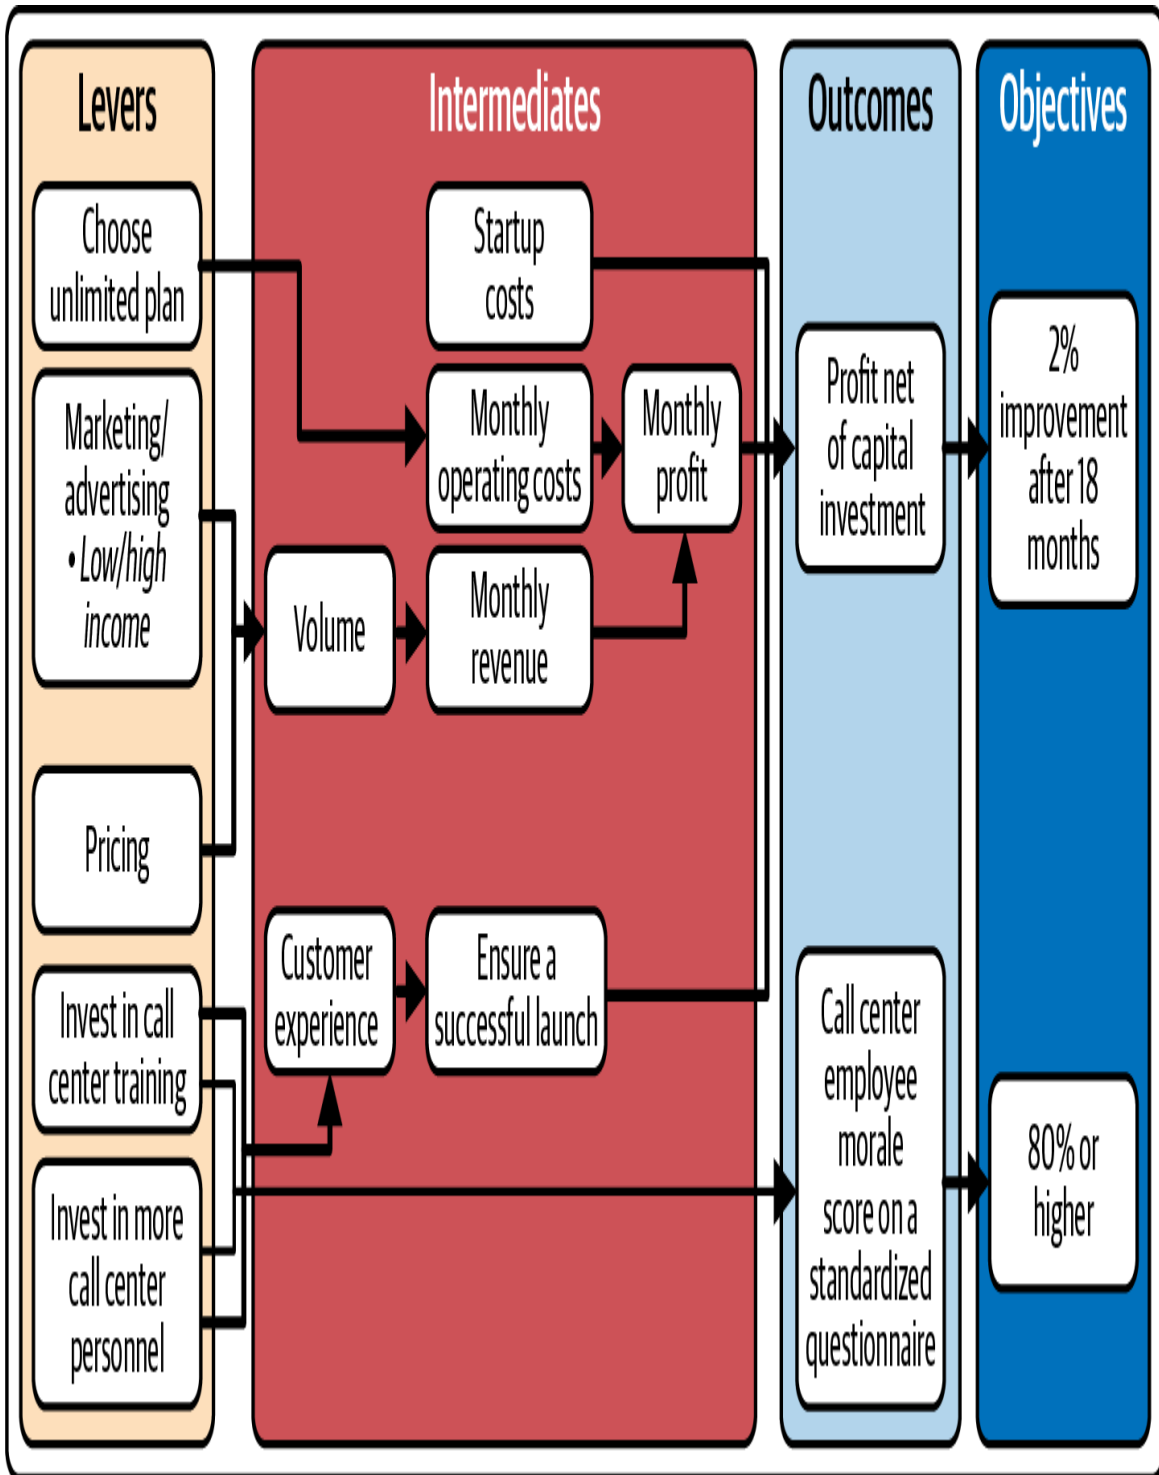 Levers
Choose
unlimited plan
Marketing/
advertising
• Low/high
income
Pricing
Invest in call
center training
Invest in more
call center
personnel
Intermediates
Startup
costs
Monthly
operating costs
Monthly
profit
Volume
Monthly
revenue
Customer
experience
Ensure a
successful launch
Outcomes
Profit net
of capital
investment
Call center
employee
morale
score on a
standardized
questionnaire
Objectives
2%
improvement
after 18
months
80% or
higher